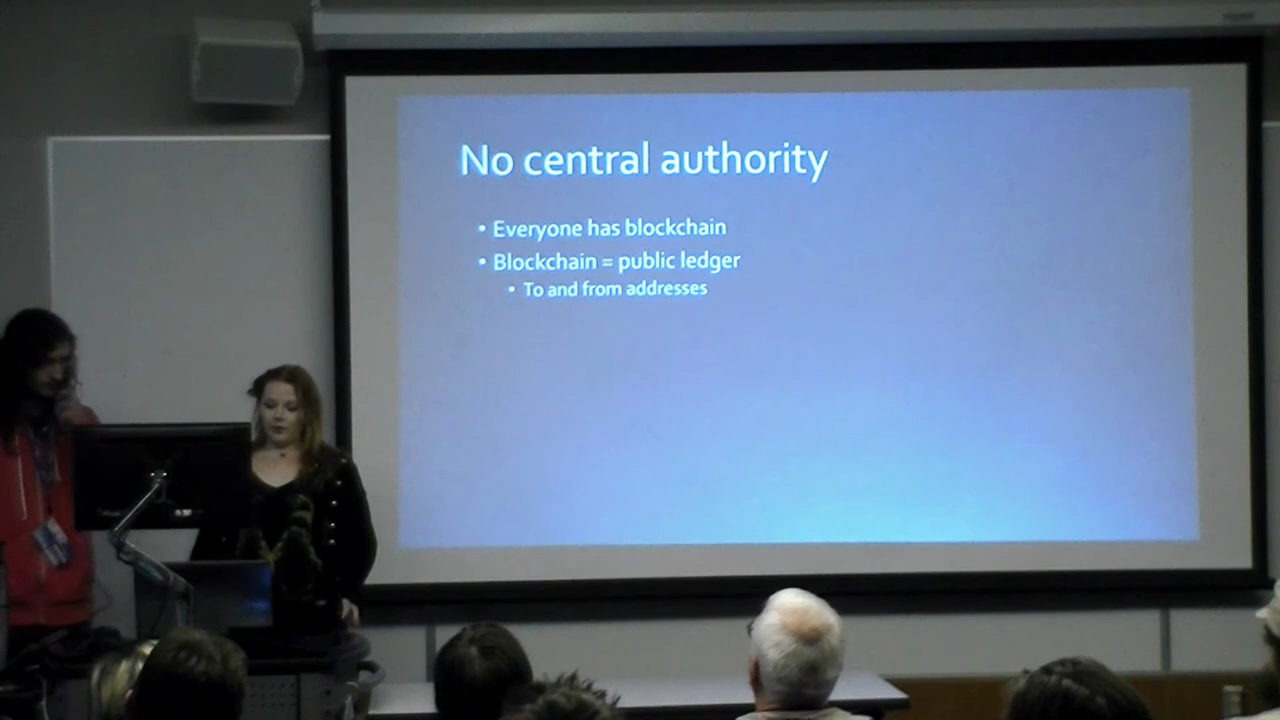 No central authority
• Everyone has blockchain
• Blockchain = public ledger
• To and from addresses